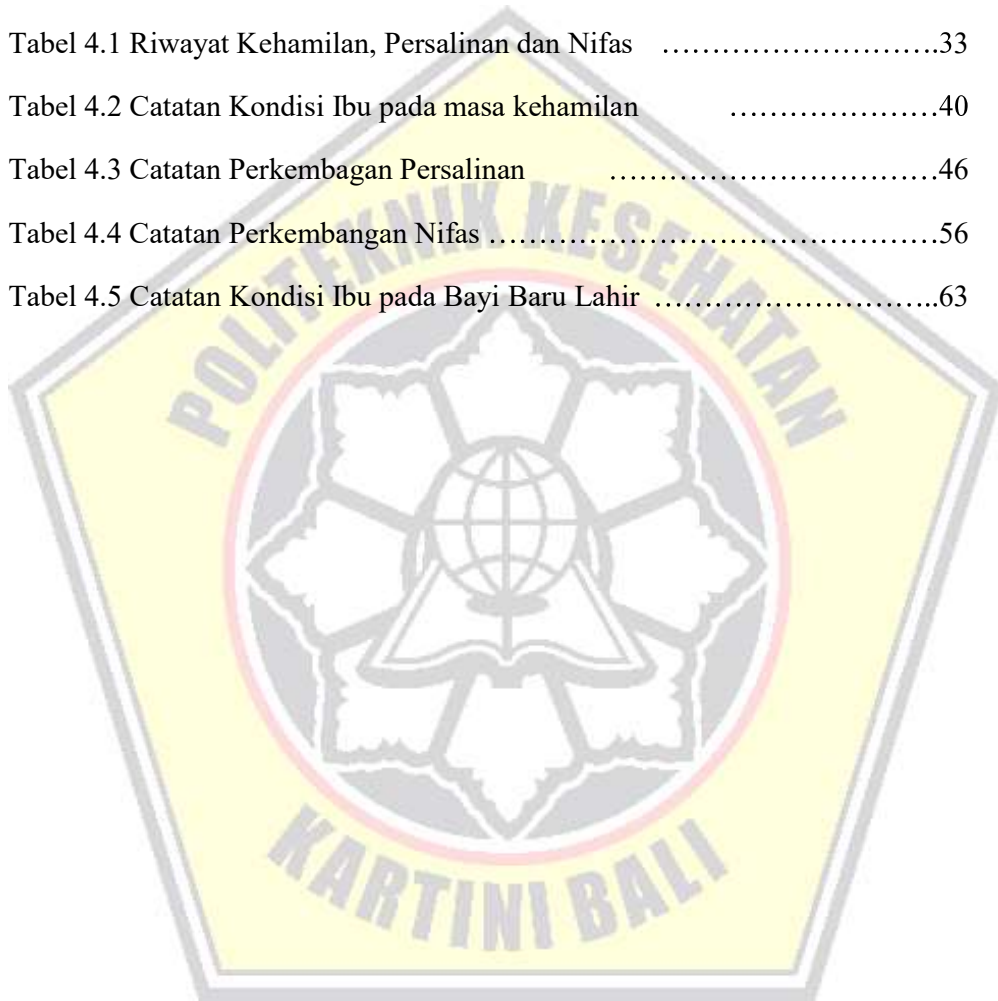 Tabel 4.1 Riwayat Kehamilan, Persalinan dan Nifas ……………………….33
Tabel 4.2 Catatan Kondisi Ibu pada masa kehamilan …………………40
Tabel 4.3 Catatan Perkembagan Persalinan ……………………………46
Tabel 4.4 Catatan Perkembangan Nifas ………………………………………56
Tabel 4.5 Catatan Kondisi Ibu pada Bayi Baru Lahir ………………………..63
POLITEKNIK KESEHATAN
KARTINI BALI